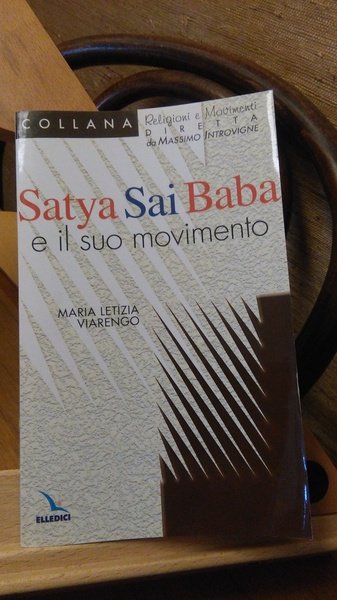 COLLANA
Religioni e Movimenti
DIRETTA
da MASSIMO INTROVIGNE
Satya Sai Baba
e il suo movimento
MARIA LETIZIA
VIARENGO
ELLEDICI